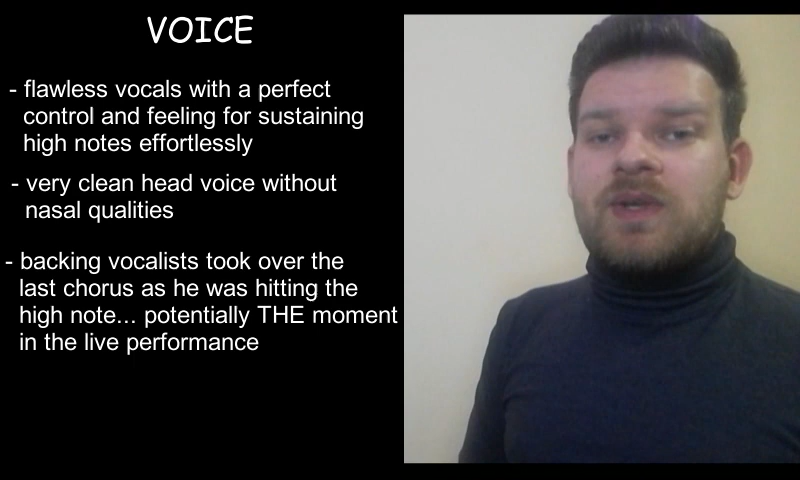 VOICE
- flawless vocals with a perfect
control and feeling for sustaining
high notes effortlessly
- very clean head voice without
nasal qualities
- backing vocalists took over the
last chorus as he was hitting the
high note... potentially THE moment
in the live performance